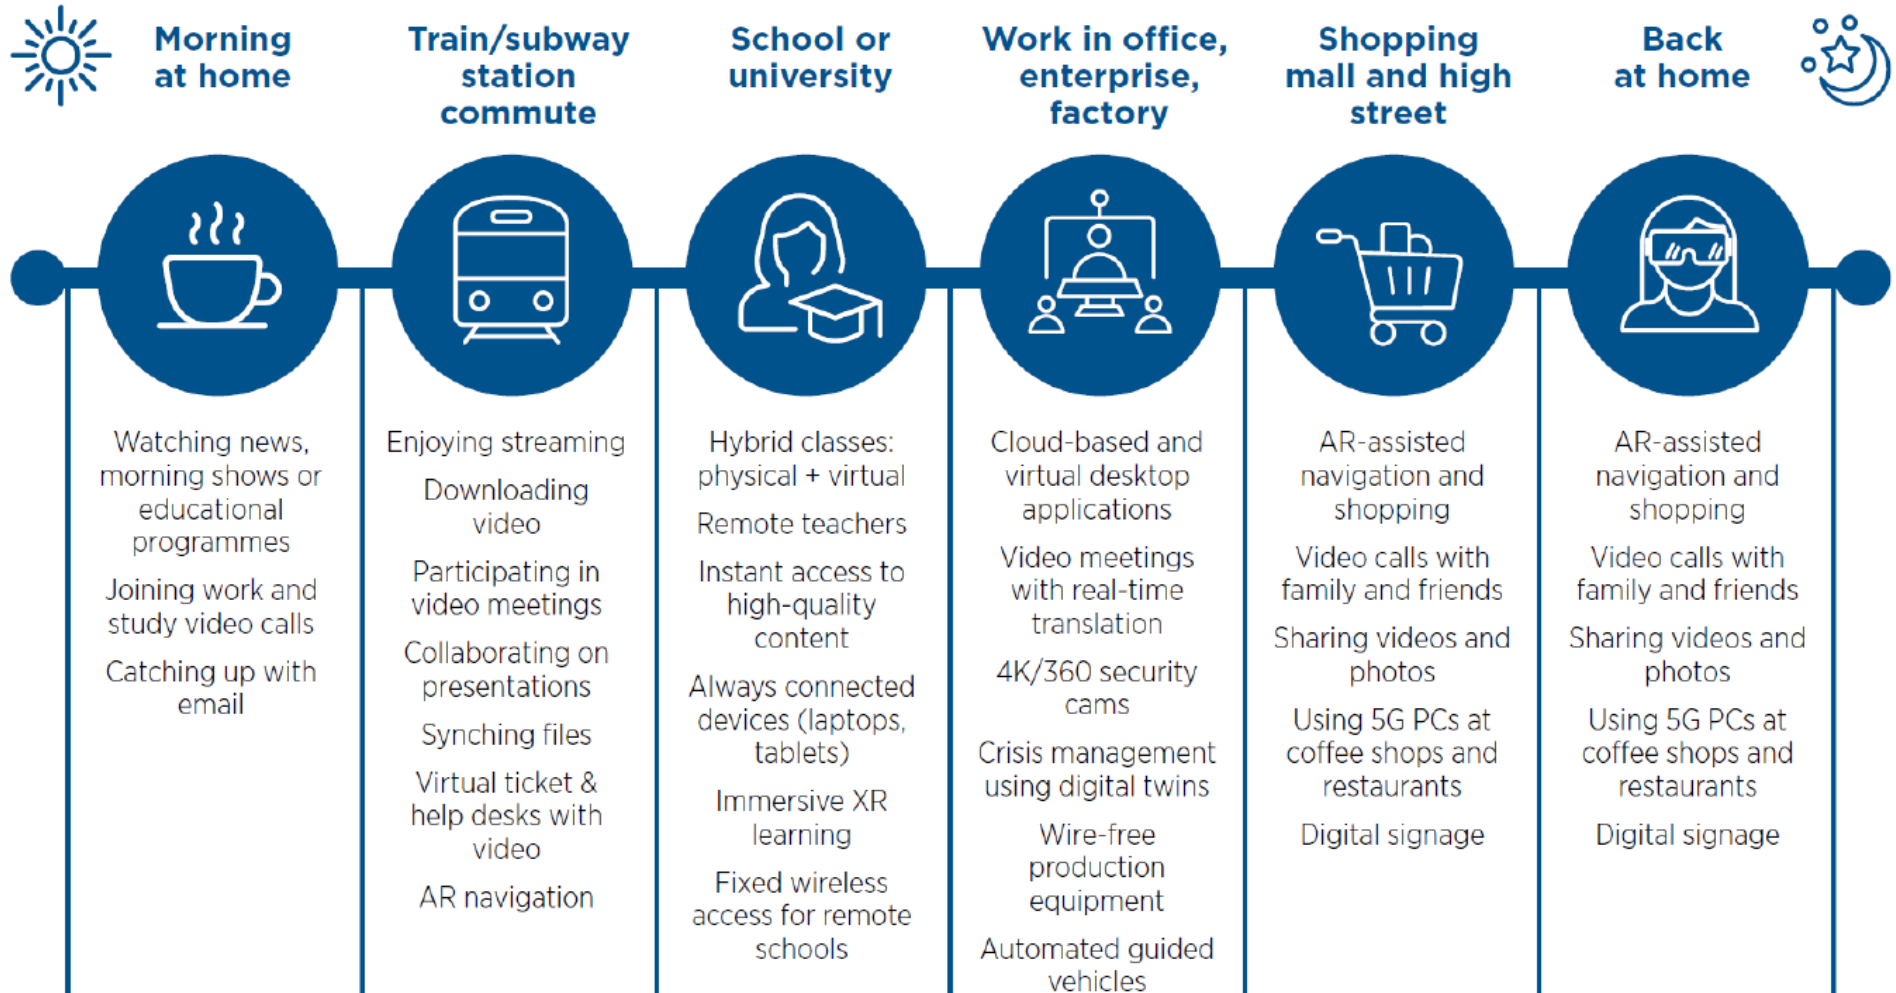 Morning
at home
Train/subway
station
commute
School or
university
Work in office,
enterprise,
factory
Shopping
mall and high
street
Back
at home
Watching news,
morning shows or
educational
programmes
Joining work and
study video calls
Catching up with
email
Enjoying streaming
Downloading
video
Participating in
video meetings
Collaborating on
presentations
Synching files
Virtual ticket &
help desks with
video
AR navigation
Hybrid classes:
physical + virtual
Remote teachers
Instant access to
high-quality
content
Always connected
devices (laptops,
tablets)
Immersive XR
learning
Fixed wireless
access for remote
schools
Cloud-based and
virtual desktop
applications
Video meetings
with real-time
translation
4K/360 security
cams
Crisis management
using digital twins
Wire-free
production
equipment
Automated guided
vehicles
AR-assisted
navigation and
shopping
Video calls with
family and friends
Sharing videos and
photos
Using 5G PCs at
coffee shops and
restaurants
Digital signage
AR-assisted
navigation and
shopping
Video calls with
family and friends
Sharing videos and
photos
Using 5G PCs at
coffee shops and
restaurants
Digital signage